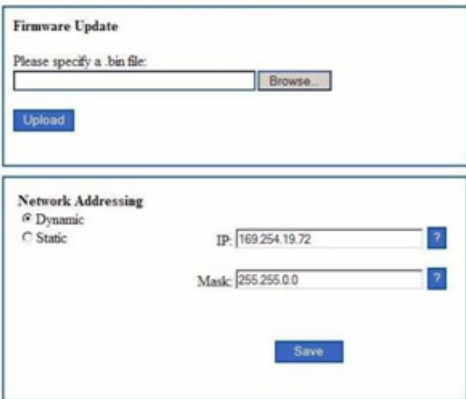 Firmware Update
Please specify a .bin file:
Browse...
Upload
Network Addressing
Dynamic
Static
IP: 169.254.19.72 ?
Mask: 255.255.0.0 ?
Save